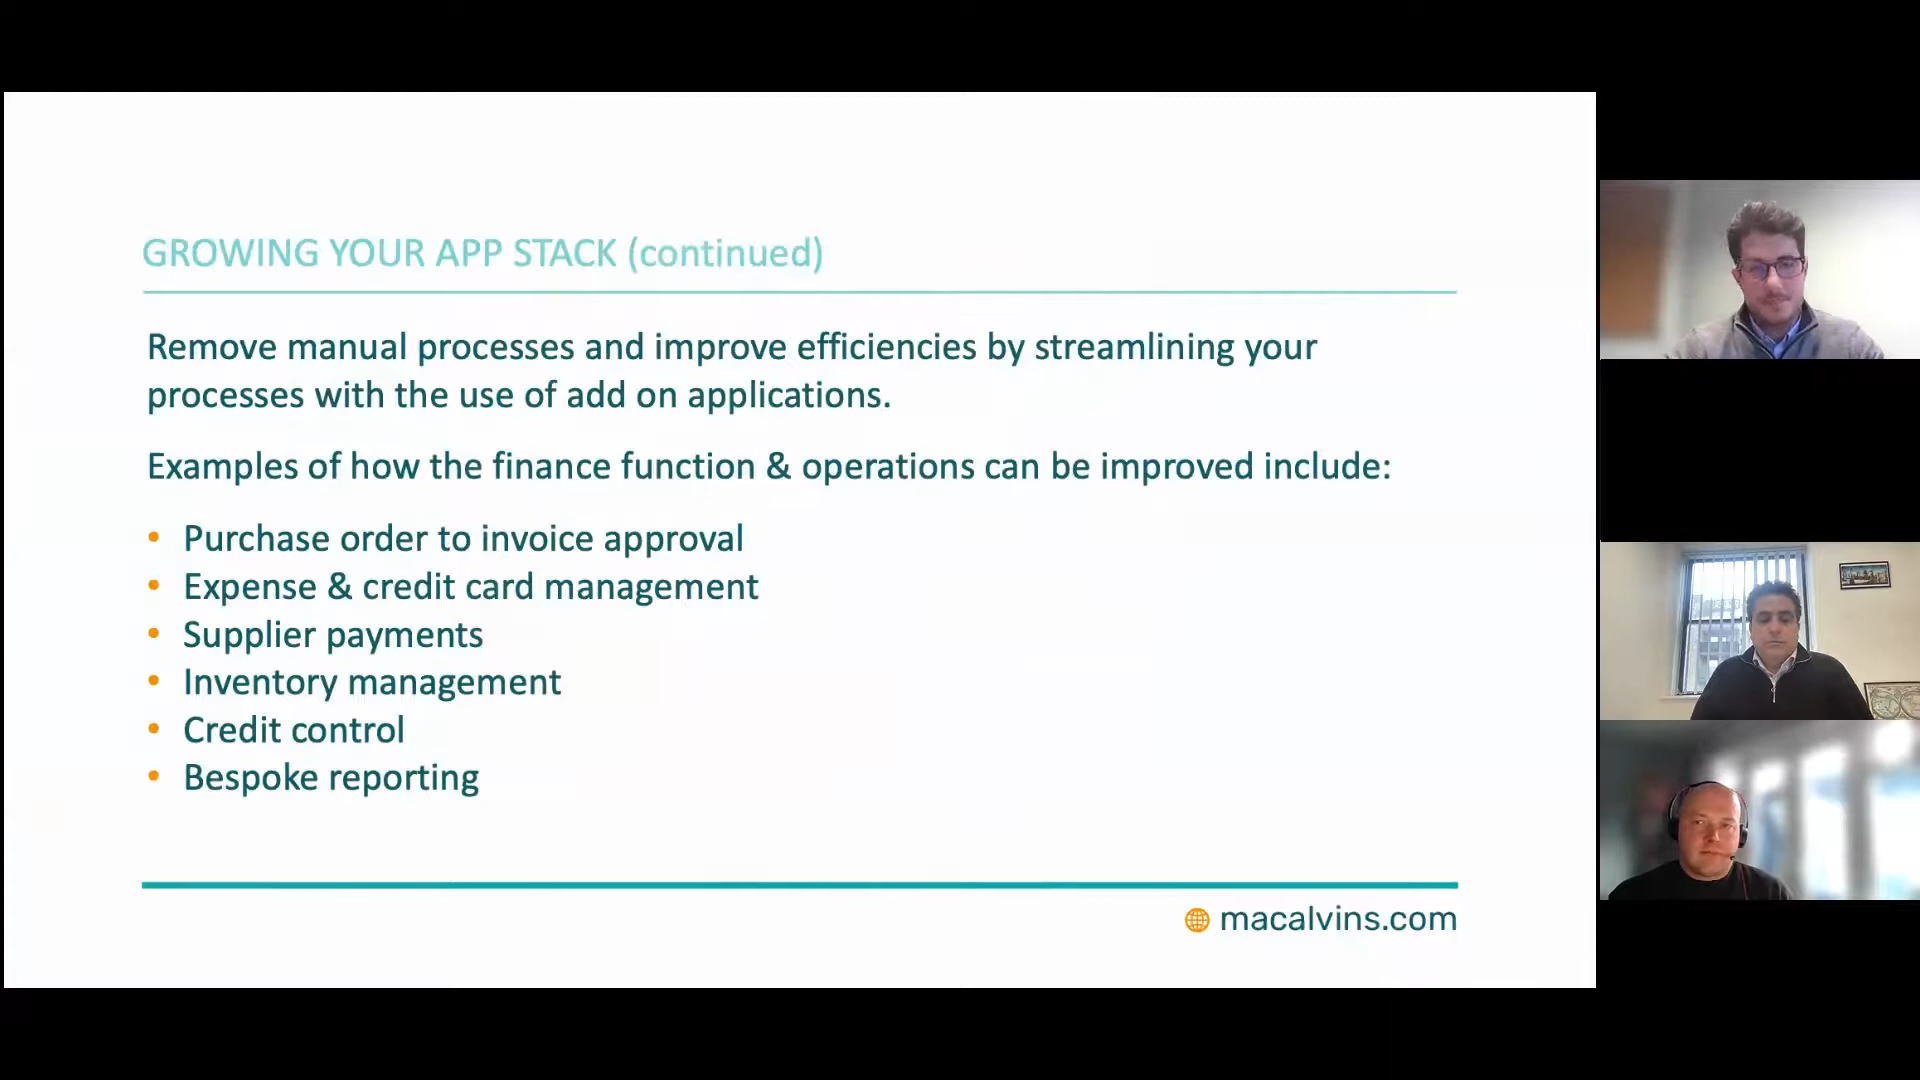 GROWING YOUR APP STACK (continued)
Remove manual processes and improve efficiencies by streamlining your
processes with the use of add on applications.
Examples of how the finance function & operations can be improved include:
• Purchase order to invoice approval
• Expense & credit card management
• Supplier payments
• Inventory management
• Credit control
• Bespoke reporting
macalvins.com